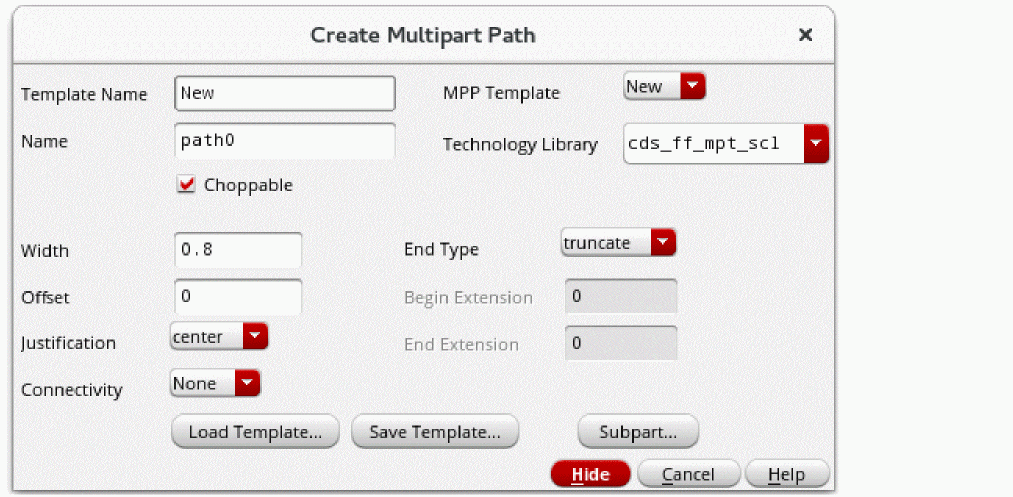 Create Multipart Path
Template Name New MPP Template New
Name path0 Technology Library cds_ff_mpt_scl
Choppable
Width 0.8 End Type truncate
Offset 0 Begin Extension 0
Justification center End Extension 0
Connectivity None
Load Template... Save Template... Subpart...
Hide Cancel Help